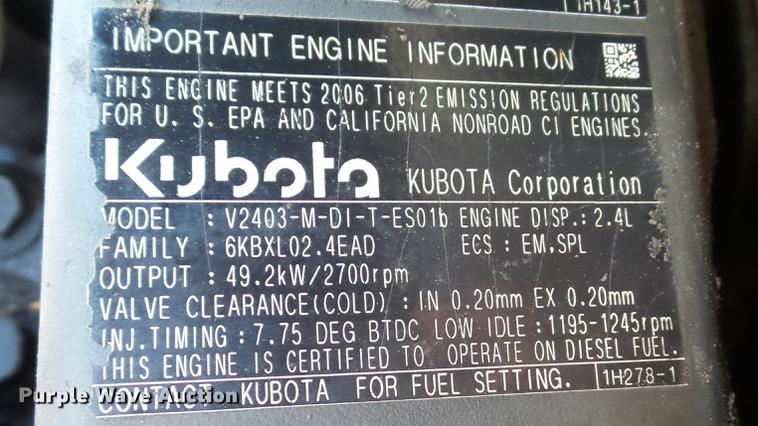 1H143-1
IMPORTANT ENGINE INFORMATION
THIS ENGINE MEETS 2006 Tier2 EMISSION REGULATIONS
FOR U. S. EPA AND CALIFORNIA NONROAD CI ENGINES.
Kubota KUBOTA Corporation
MODEL : V2403-M-DI-T-ES01b ENGINE DISP.: 2.4L
FAMILY : 6KBXL02.4EAD ECS : EM,SPL
OUTPUT : 49.2kW/2700rpm
VALVE CLEARANCE(COLD) : IN 0.20mm EX 0.20mm
INJ.TIMING : 7.75 DEG BTDC LOW IDLE : 1195-1245rpm
THIS ENGINE IS CERTIFIED TO OPERATE ON DIESEL FUEL.
CONTACT KUBOTA FOR FUEL SETTING. 1H278-1
Purple Wave Auction